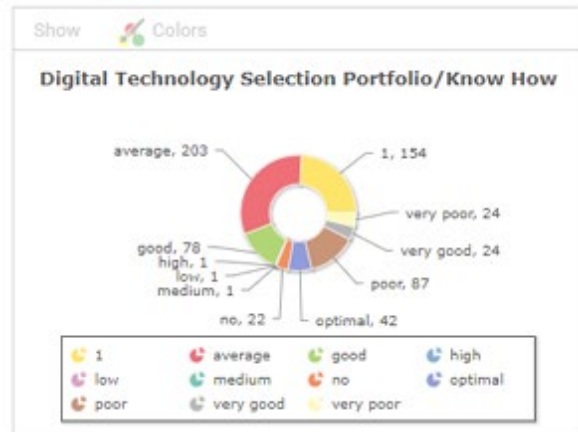 Show Colors
Digital Technology Selection Portfolio/Know How
average, 203
1, 154
very poor, 24
good, 78
very good, 24
high, 1
low, 1
poor, 87
medium, 1
no, 22
optimal, 42
1 average good high
low medium no optimal
poor very good very poor